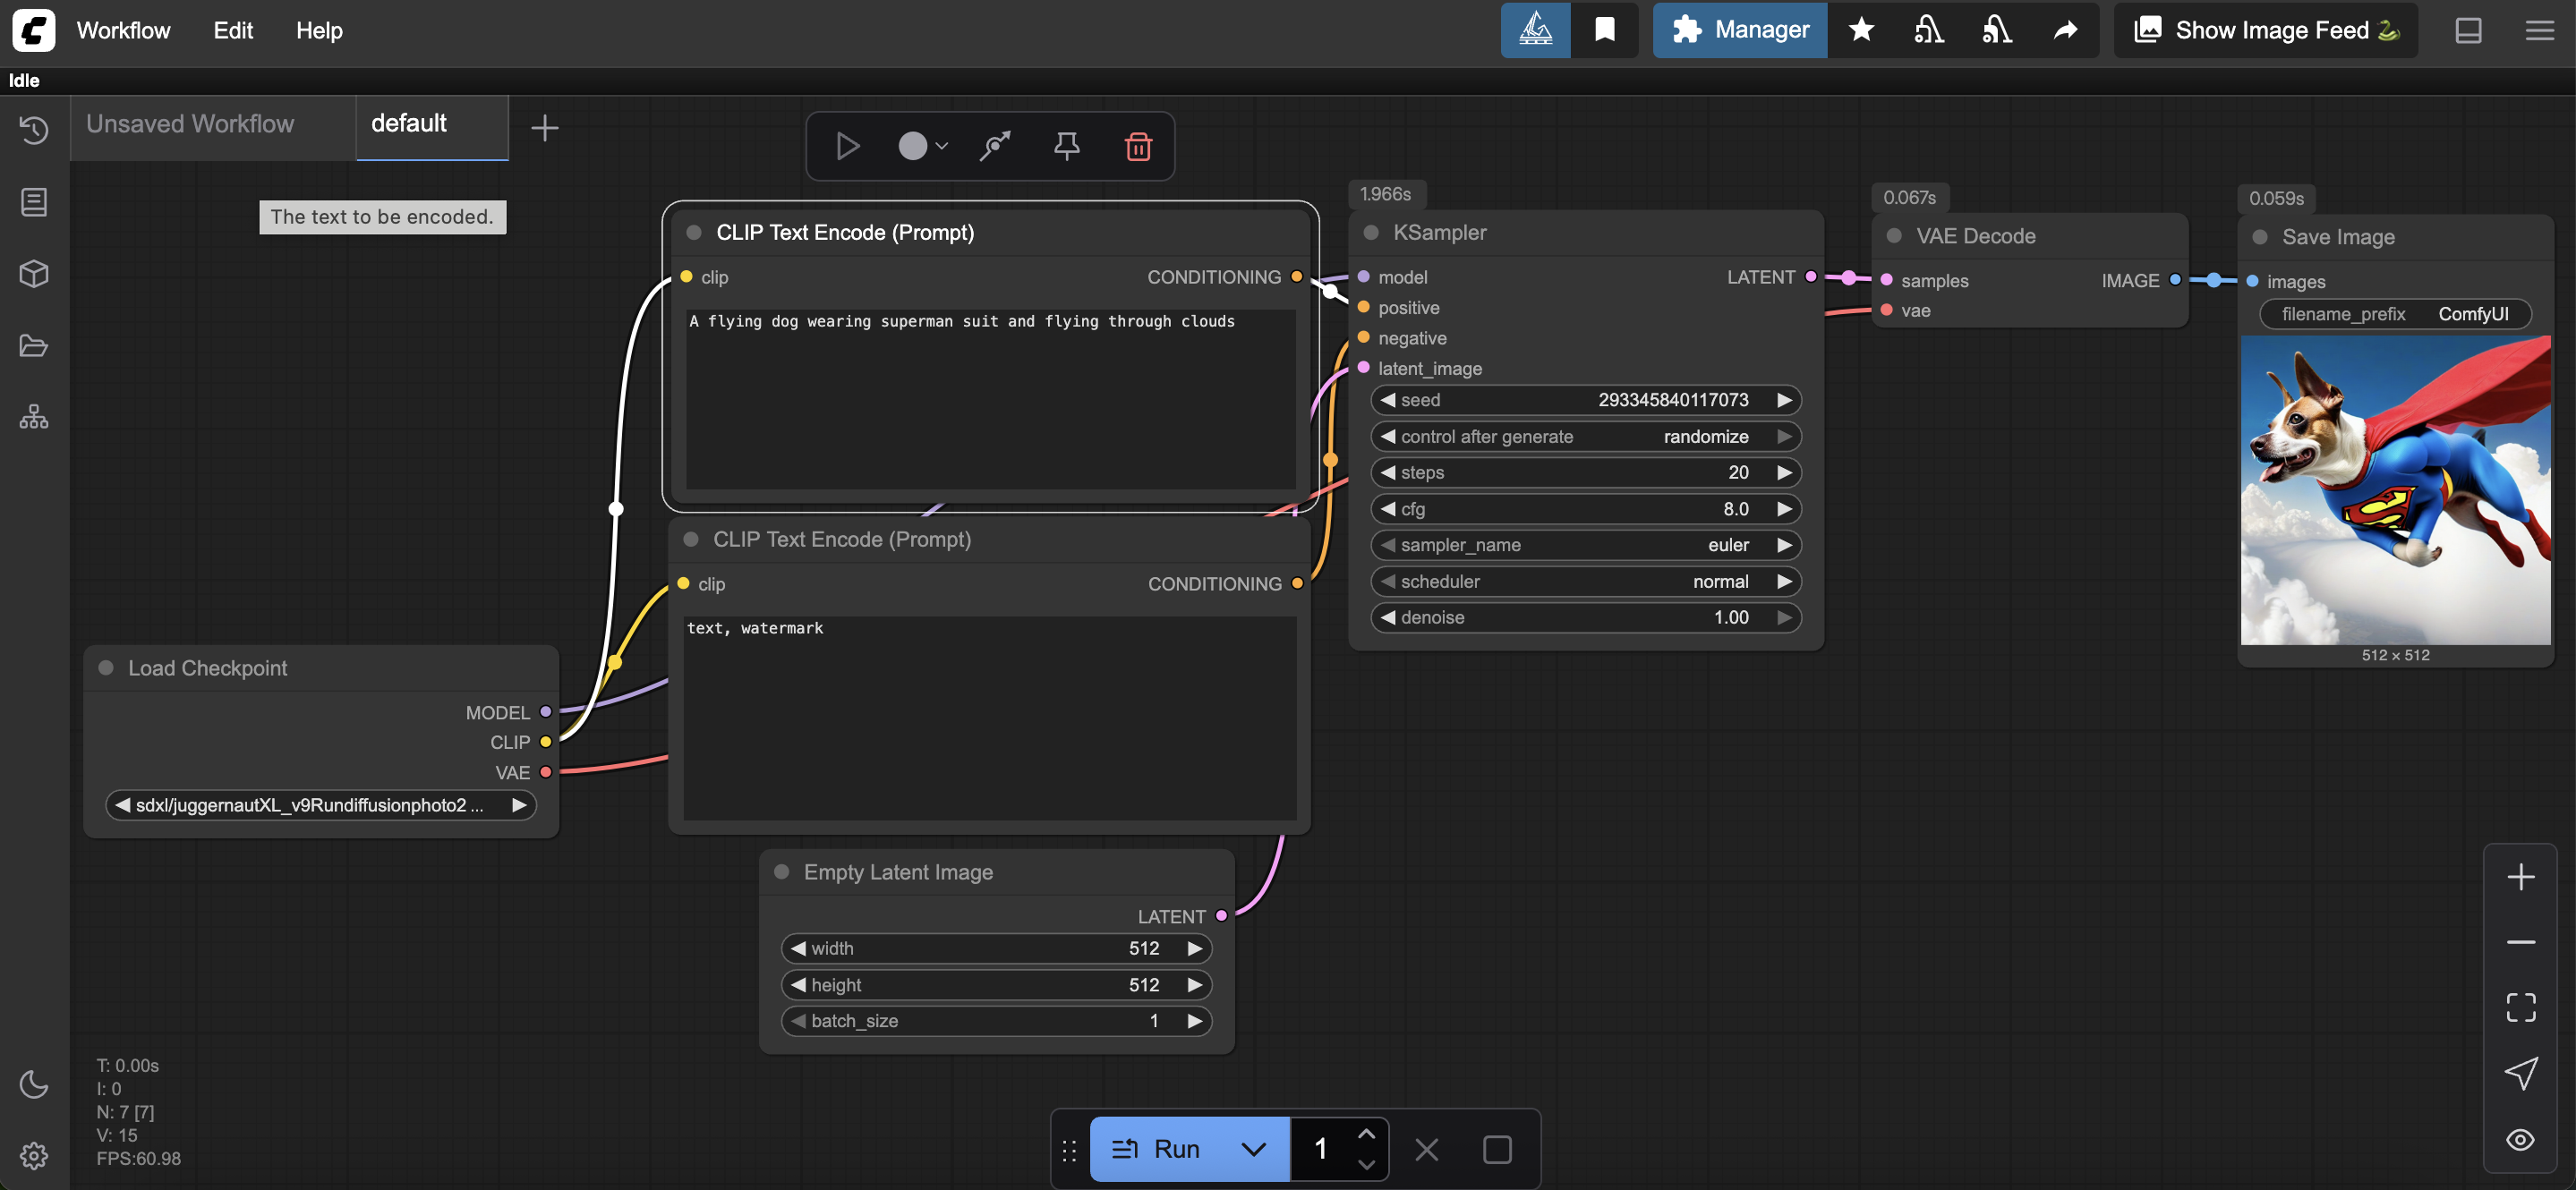 Workflow Edit Help
Manager
Show Image Feed
Idle
Unsaved Workflow
default
The text to be encoded.
CLIP Text Encode (Prompt)
clip CONDITIONING
A flying dog wearing superman suit and flying through clouds
CLIP Text Encode (Prompt)
clip CONDITIONING
text, watermark
Load Checkpoint
MODEL
CLIP
VAE
sdxl/juggernautXL_v9Rundiffusionphoto2 ...
Empty Latent Image
LATENT
width 512
height 512
batch_size 1
1.966s
KSampler
model LATENT
positive
negative
latent_image
seed 293345840117073
control after generate randomize
steps 20
cfg 8.0
sampler_name euler
scheduler normal
denoise 1.00
0.067s
VAE Decode
samples IMAGE
vae
0.059s
Save Image
images
filename_prefix ComfyUI
S
512 × 512
T: 0.00s
I: 0
N: 7 [7]
V: 15
FPS:60.98
Run 1